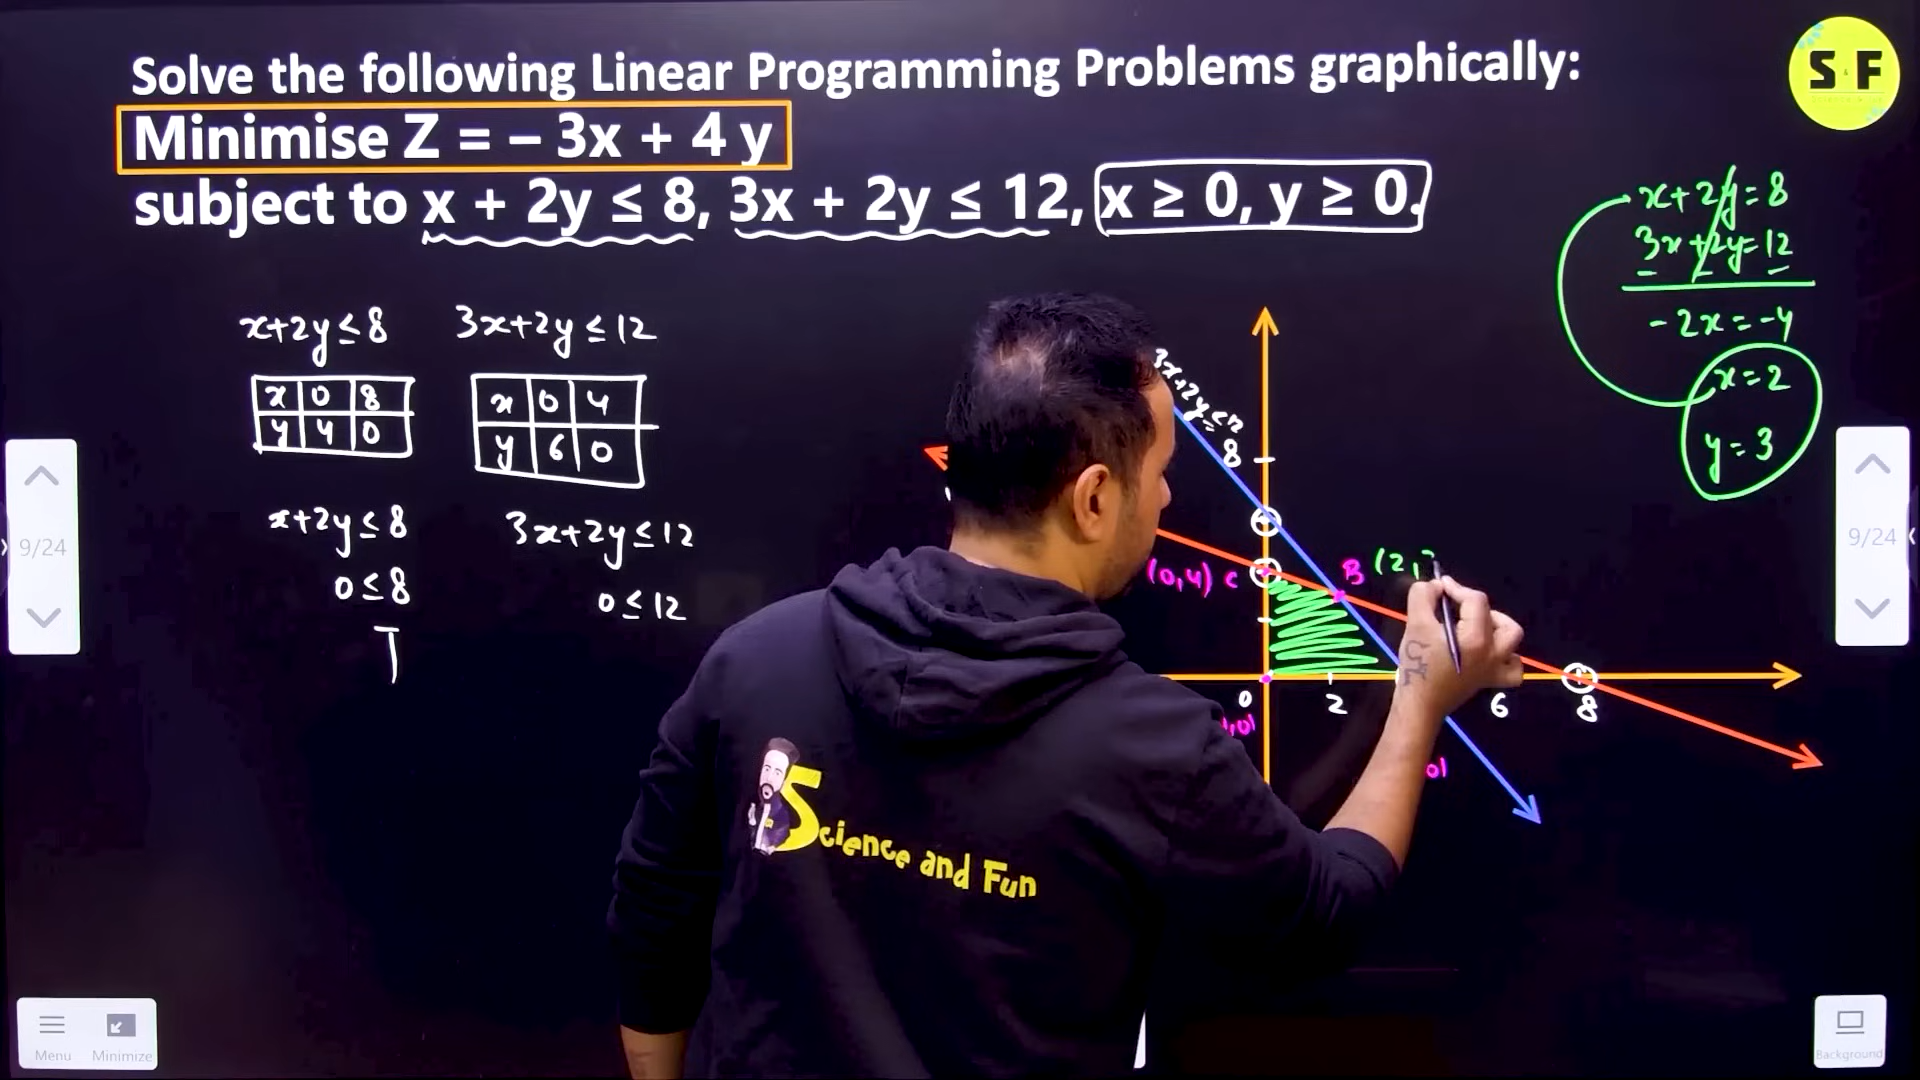 Solve the following Linear Programming Problems graphically:
Minimise Z = – 3x + 4 y
subject to x + 2y ≤ 8, 3x + 2y ≤ 12, x ≥ 0, y ≥ 0.
S F
x+2y=8
3x+2y=12
-2x=-4
x=2
y=3
x+2y≤8
x 0 8
y 4 0
3x+2y≤12
x 0 4
y 6 0
x+2y≤8
0≤8
T
3x+2y≤12
0≤12
8
(0,4) C
B (2,
0 2 6 8
Science and Fun
9/24
9/24
Menu Minimize
Background